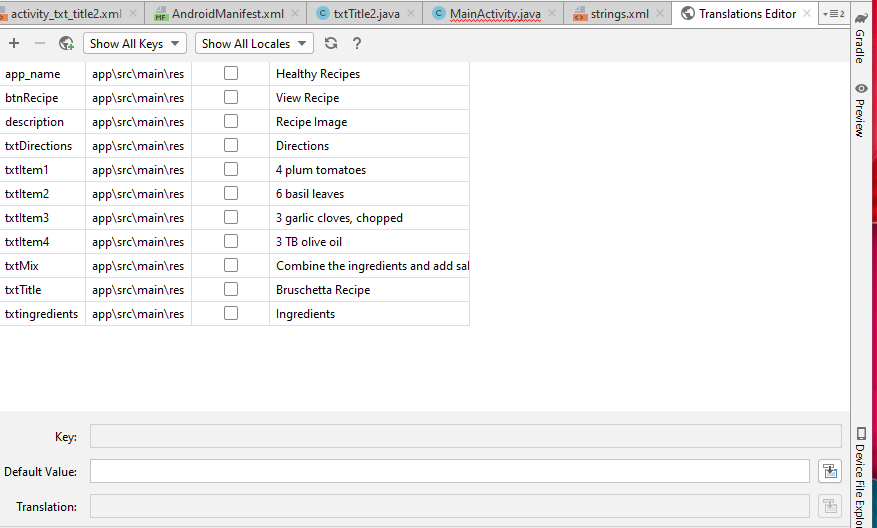 activity_txt_title2.xml AndroidManifest.xml txtTitle2.java MainActivity.java strings.xml Translations Editor 2
Show All Keys Show All Locales ?
app_name app\src\main\res Healthy Recipes
btnRecipe app\src\main\res View Recipe
description app\src\main\res Recipe Image
txtDirections app\src\main\res Directions
txtItem1 app\src\main\res 4 plum tomatoes
txtItem2 app\src\main\res 6 basil leaves
txtItem3 app\src\main\res 3 garlic cloves, chopped
txtItem4 app\src\main\res 3 TB olive oil
txtMix app\src\main\res Combine the ingredients and add sal
txtTitle app\src\main\res Bruschetta Recipe
txtingredients app\src\main\res Ingredients
Key:
Default Value:
Translation:
Gradle
Preview
Device File Explo